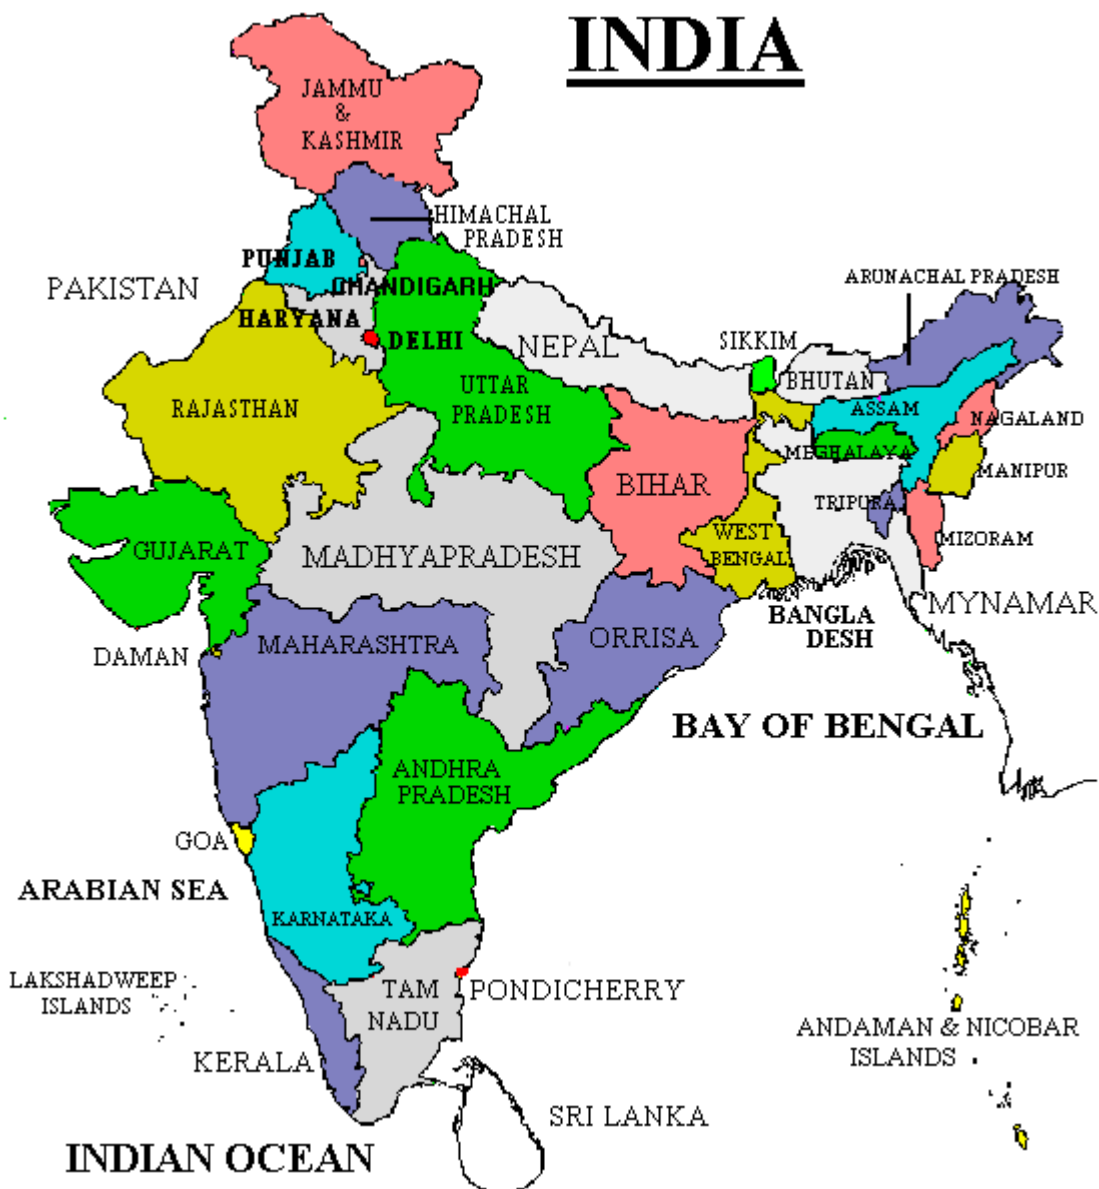 INDIA
JAMMU
&
KASHMIR
HIMACHAL
PRADESH
PUNJAB
PAKISTAN
CHANDIGARH
ARUNACHAL PRADESH
HARYANA
DELHI
NEPAL
SIKKIM
BHUTAN
UTTAR
PRADESH
RAJASTHAN
ASSAM
NAGALAND
MEGHALAYA
MANIPUR
BIHAR
TRIPURA
WEST
BENGAL
MIZORAM
GUJARAT
MADHYAPRADESH
MYNAMAR
BANGLA
DESH
DAMAN
MAHARASHTRA
ORRISA
BAY OF BENGAL
ANDHRA
PRADESH
GOA
ARABIAN SEA
KARNATAKA
LAKSHADWEEP
ISLANDS
TAM
NADU
PONDICHERRY
ANDAMAN & NICOBAR
ISLANDS
KERALA
SRI LANKA
INDIAN OCEAN